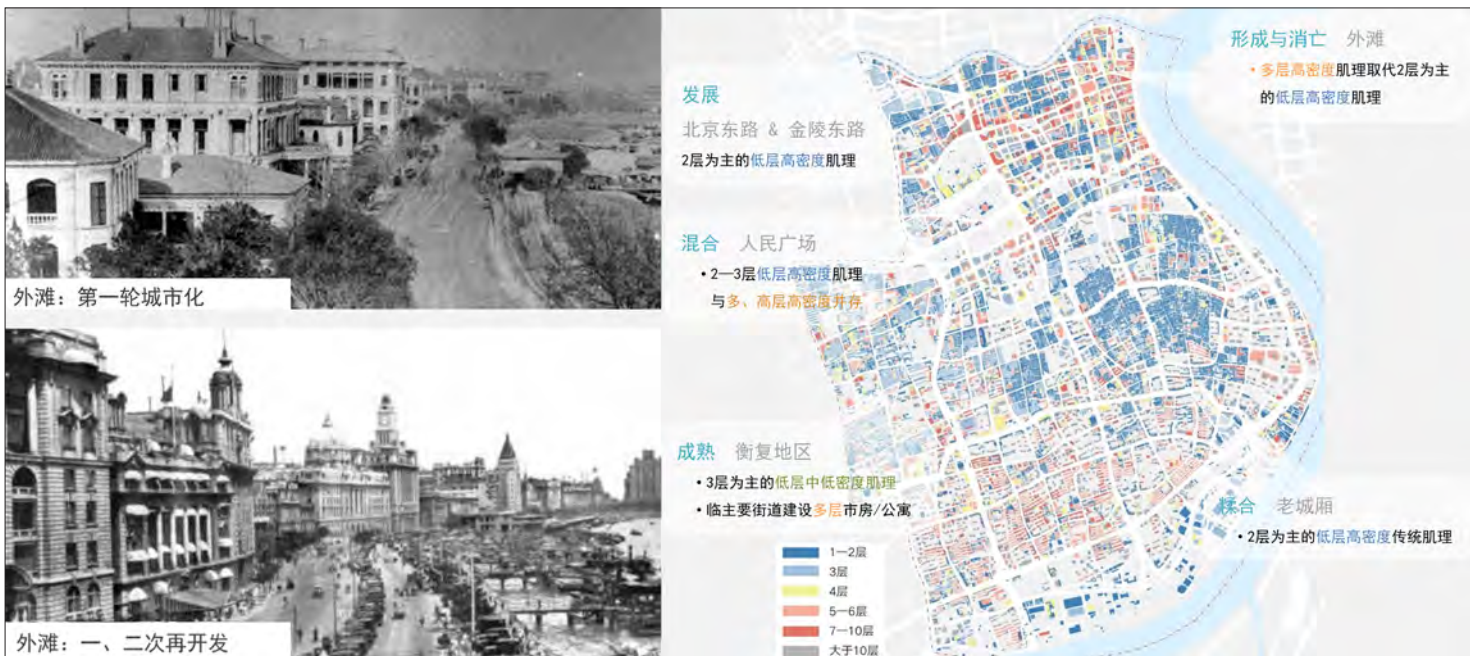 外滩：第一轮城市化
外滩：一、二次再开发
发展
北京东路 & 金陵东路
2层为主的低层高密度肌理
混合 人民广场
• 2—3层低层高密度肌理
与多、高层高密度并存
成熟 衡复地区
• 3层为主的低层中低密度肌理
• 临主要街道建设多层市房/公寓
1—2层
3层
4层
5—6层
7—10层
大于10层
形成与消亡 外滩
• 多层高密度肌理取代2层为主
的低层高密度肌理
糅合 老城厢
• 2层为主的低层高密度传统肌理